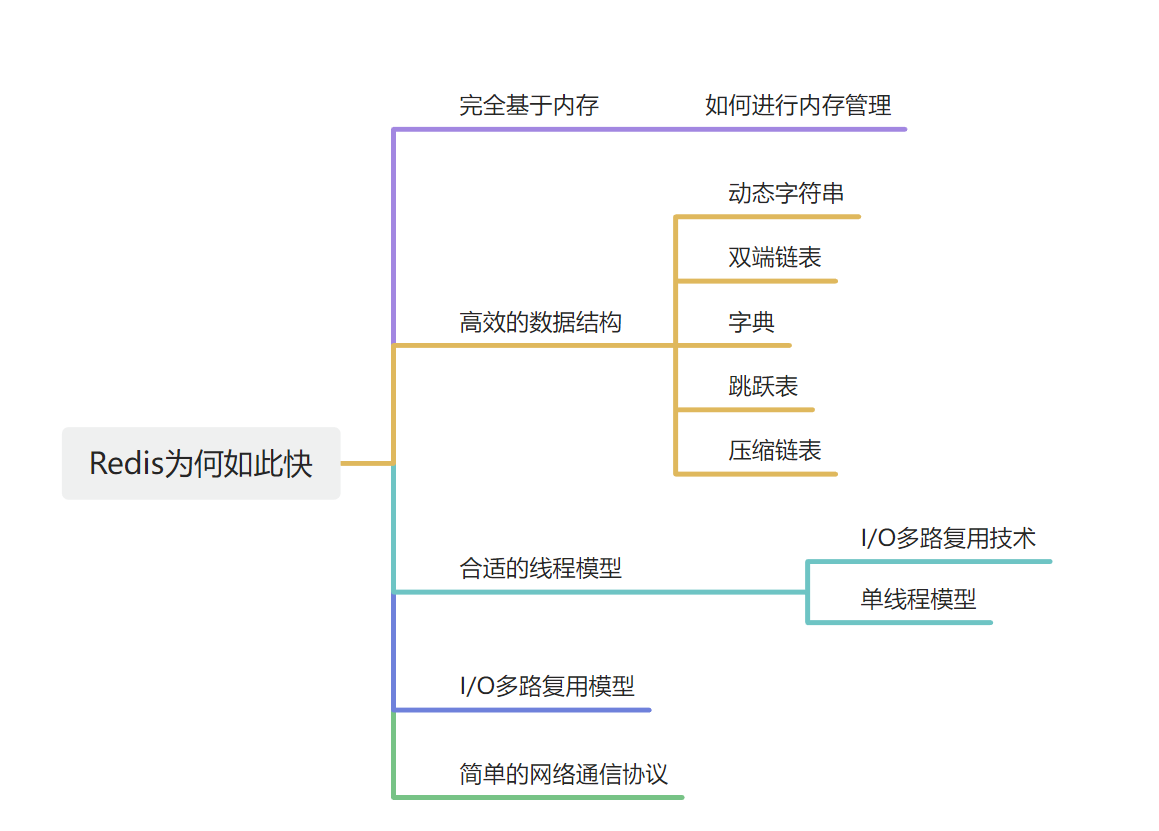 完全基于内存
如何进行内存管理
动态字符串
双端链表
高效的数据结构
字典
跳跃表
压缩链表
Redis为何如此快
I/O多路复用技术
合适的线程模型
单线程模型
I/O多路复用模型
简单的网络通信协议